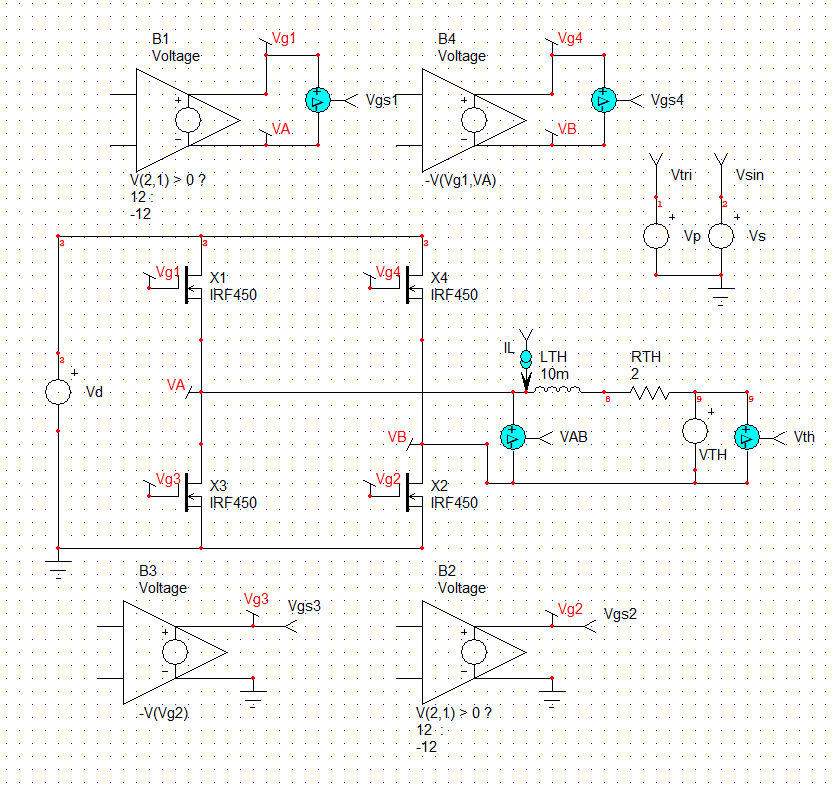 B1
Voltage
Vg1
B4
Voltage
Vg4
+
+
+
+
Vgs1
Vgs4
VA
VB
-
-
V(2,1) > 0 ?
12 :
-12
-V(Vg1,VA)
Vtri
Vsin
1
2
+
+
Vp
Vs
3
3
3
Vg1
X1
IRF450
Vg4
X4
IRF450
3
+
Vd
IL
LTH
10m
RTH
2
VA
8
9
9
VB
+
VAB
+
VTH
+
Vth
Vg3
X3
IRF450
Vg2
X2
IRF450
B3
Voltage
B2
Voltage
Vg3
Vgs3
Vg2
Vgs2
+
+
-
-
-V(Vg2)
V(2,1) > 0 ?
12 :
-12